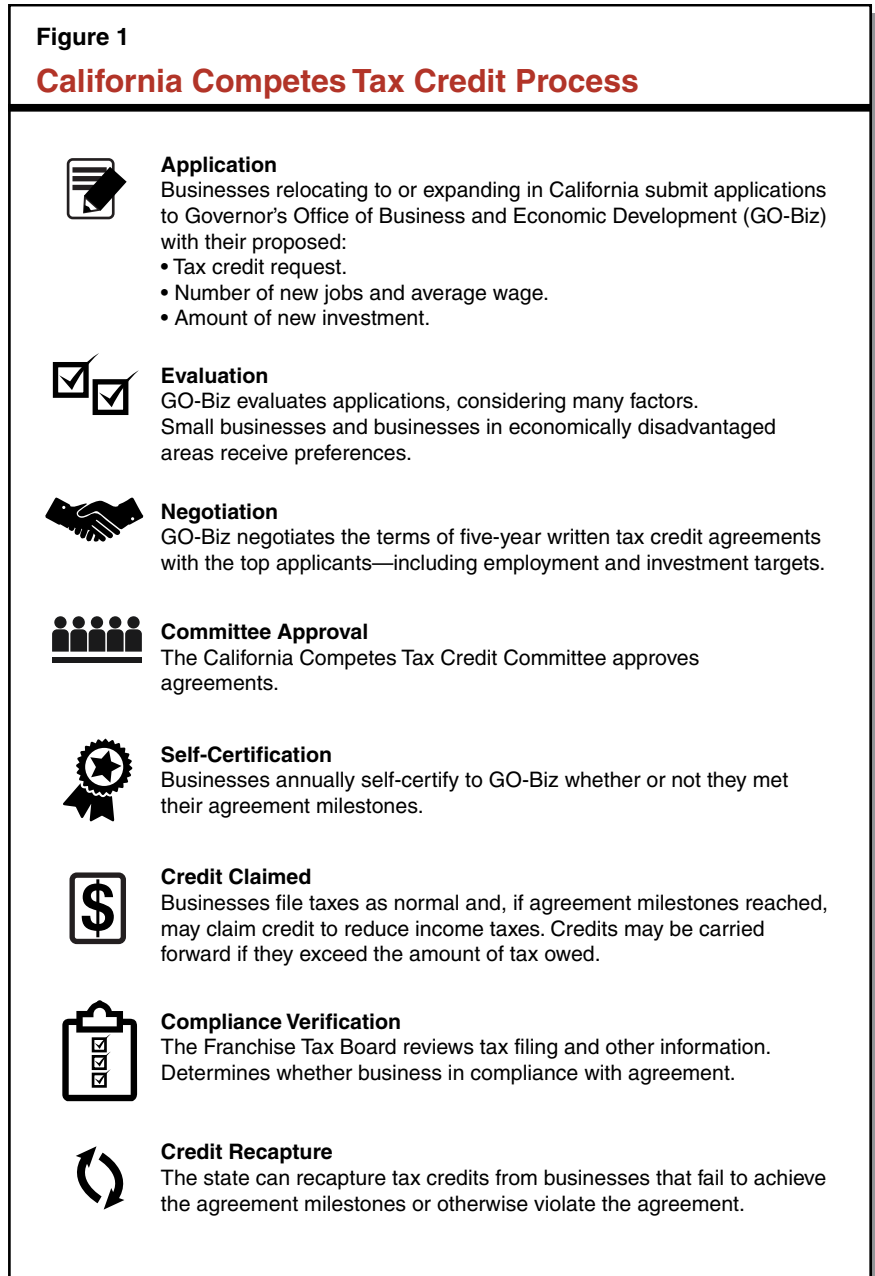 Figure 1
California Competes Tax Credit Process
Application
Businesses relocating to or expanding in California submit applications
to Governor's Office of Business and Economic Development (GO-Biz)
with their proposed:
• Tax credit request.
• Number of new jobs and average wage.
• Amount of new investment.
Evaluation
GO-Biz evaluates applications, considering many factors.
Small businesses and businesses in economically disadvantaged
areas receive preferences.
Negotiation
GO-Biz negotiates the terms of five-year written tax credit agreements
with the top applicants—including employment and investment targets.
Committee Approval
The California Competes Tax Credit Committee approves
agreements.
Self-Certification
Businesses annually self-certify to GO-Biz whether or not they met
their agreement milestones.
$
Credit Claimed
Businesses file taxes as normal and, if agreement milestones reached,
may claim credit to reduce income taxes. Credits may be carried
forward if they exceed the amount of tax owed.
Compliance Verification
The Franchise Tax Board reviews tax filing and other information.
Determines whether business in compliance with agreement.
Credit Recapture
The state can recapture tax credits from businesses that fail to achieve
the agreement milestones or otherwise violate the agreement.